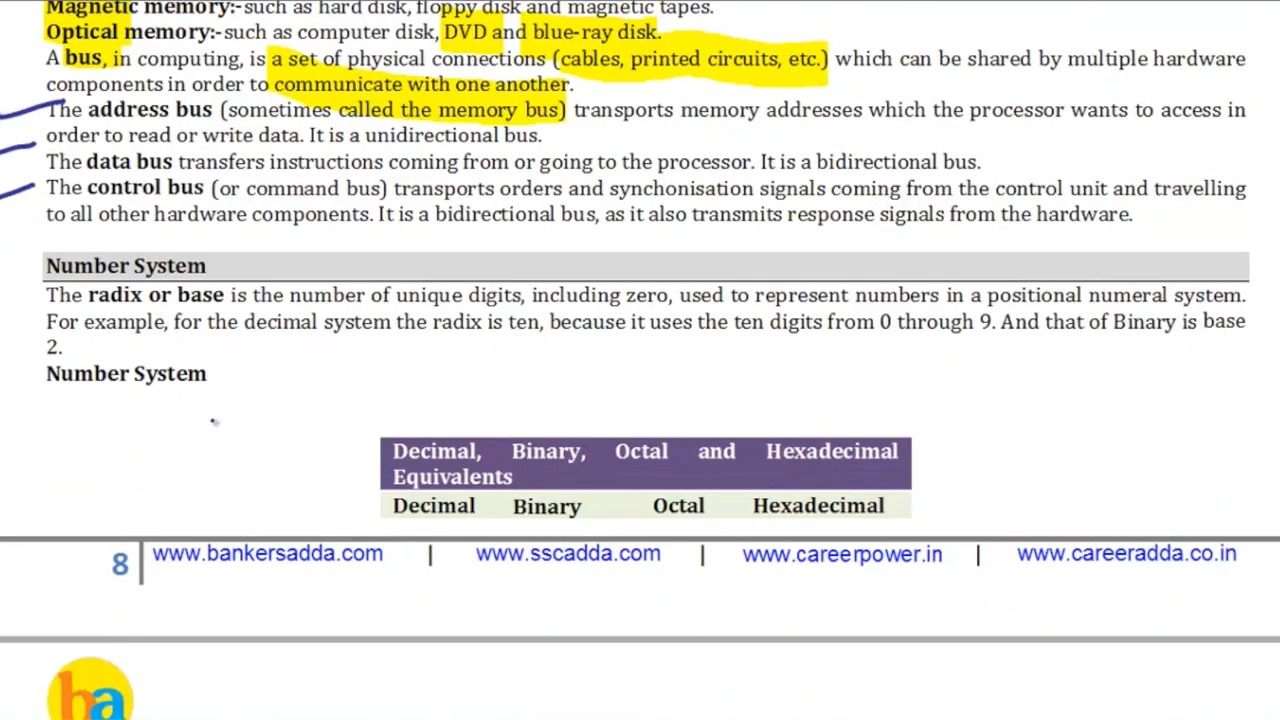 Magnetic memory:-such as hard disk, floppy disk and magnetic tapes.
Optical memory:-such as computer disk, DVD and blue-ray disk.
A bus, in computing, is a set of physical connections (cables, printed circuits, etc.) which can be shared by multiple hardware
components in order to communicate with one another.
The address bus (sometimes called the memory bus) transports memory addresses which the processor wants to access in
order to read or write data. It is a unidirectional bus.
The data bus transfers instructions coming from or going to the processor. It is a bidirectional bus.
The control bus (or command bus) transports orders and synchonisation signals coming from the control unit and travelling
to all other hardware components. It is a bidirectional bus, as it also transmits response signals from the hardware.
Number System
The radix or base is the number of unique digits, including zero, used to represent numbers in a positional numeral system.
For example, for the decimal system the radix is ten, because it uses the ten digits from 0 through 9. And that of Binary is base
2.
Number System
Decimal, Binary, Octal and Hexadecimal
Equivalents
Decimal Binary Octal Hexadecimal
8 www.bankersadda.com | www.sscadda.com | www.careerpower.in | www.careeradda.co.in
ba